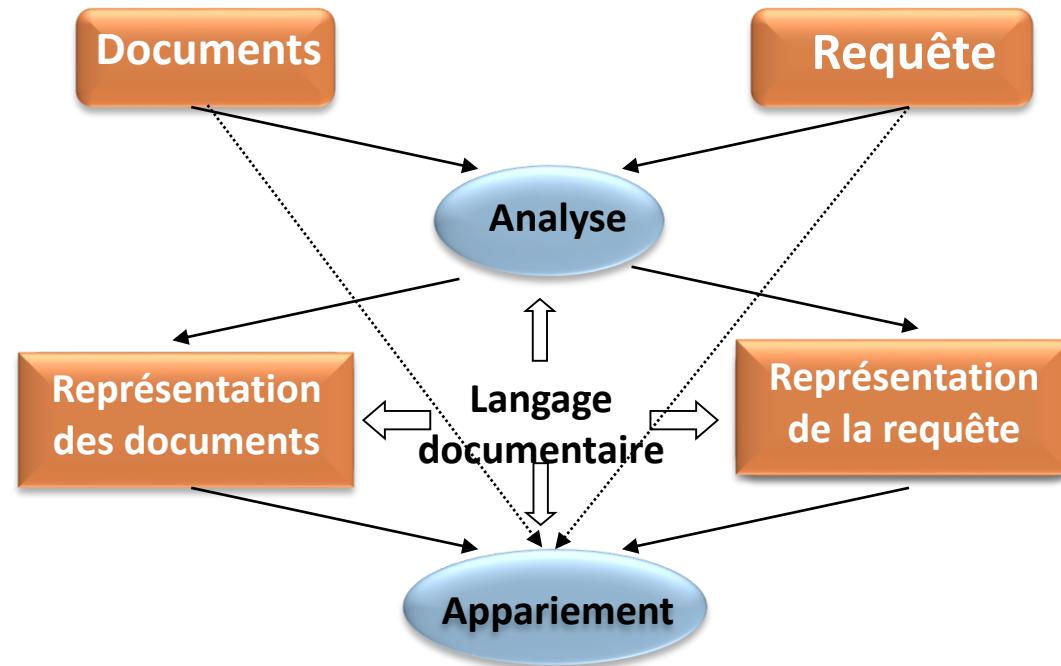 Documents
Requête
Analyse
Représentation
des documents
Langage
documentaire
Représentation
de la requête
Appariement